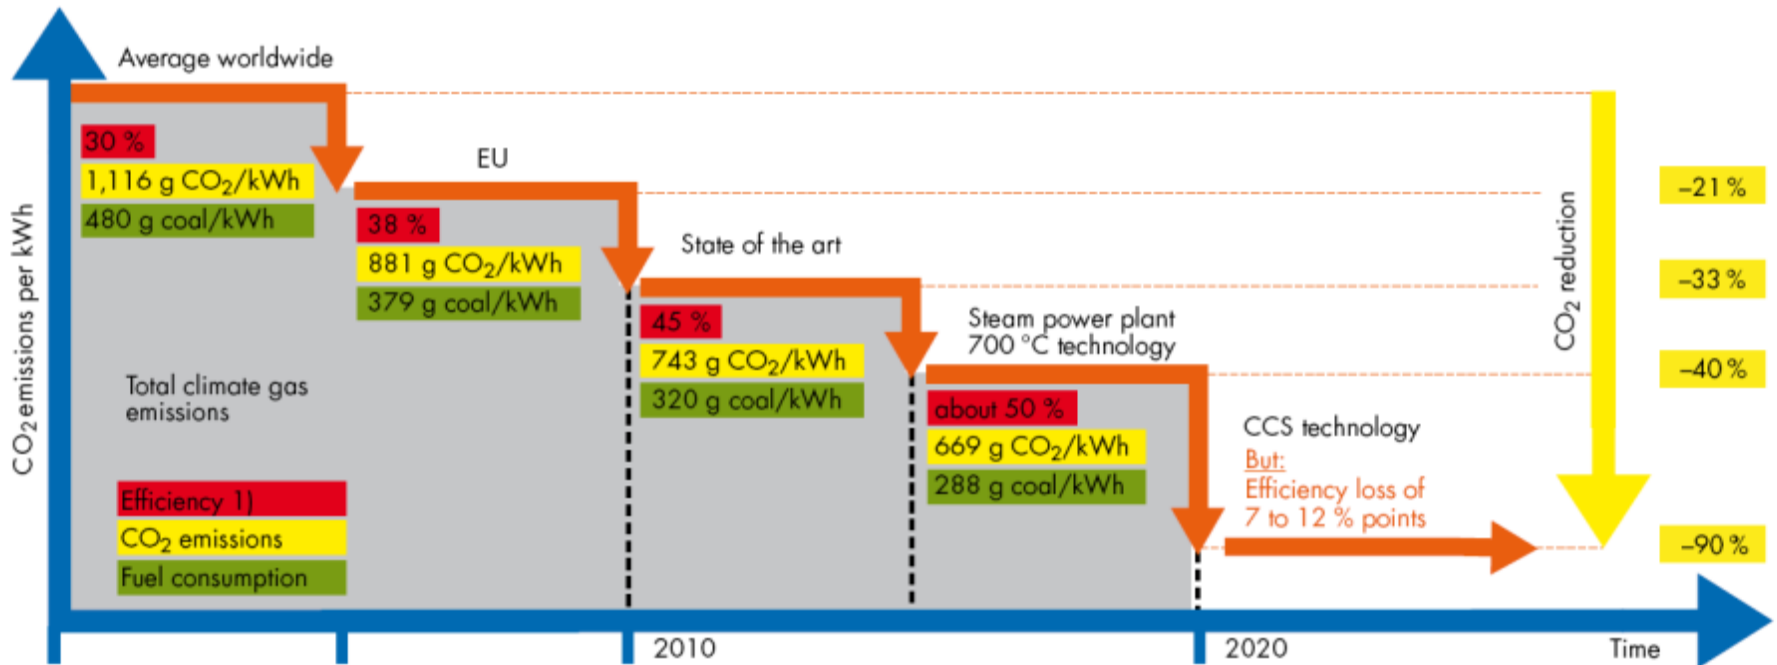 CO2 emissions per kWh
Average worldwide
30 %
1,116 g CO2/kWh
480 g coal/kWh
EU
38 %
881 g CO2/kWh
379 g coal/kWh
State of the art
45 %
743 g CO2/kWh
320 g coal/kWh
Steam power plant
700 °C technology
about 50 %
669 g CO2/kWh
288 g coal/kWh
CCS technology
But:
Efficiency loss of
7 to 12 % points
CO2 reduction
–21 %
–33 %
–40 %
–90 %
Total climate gas
emissions
Efficiency 1)
CO2 emissions
Fuel consumption
2010
2020
Time